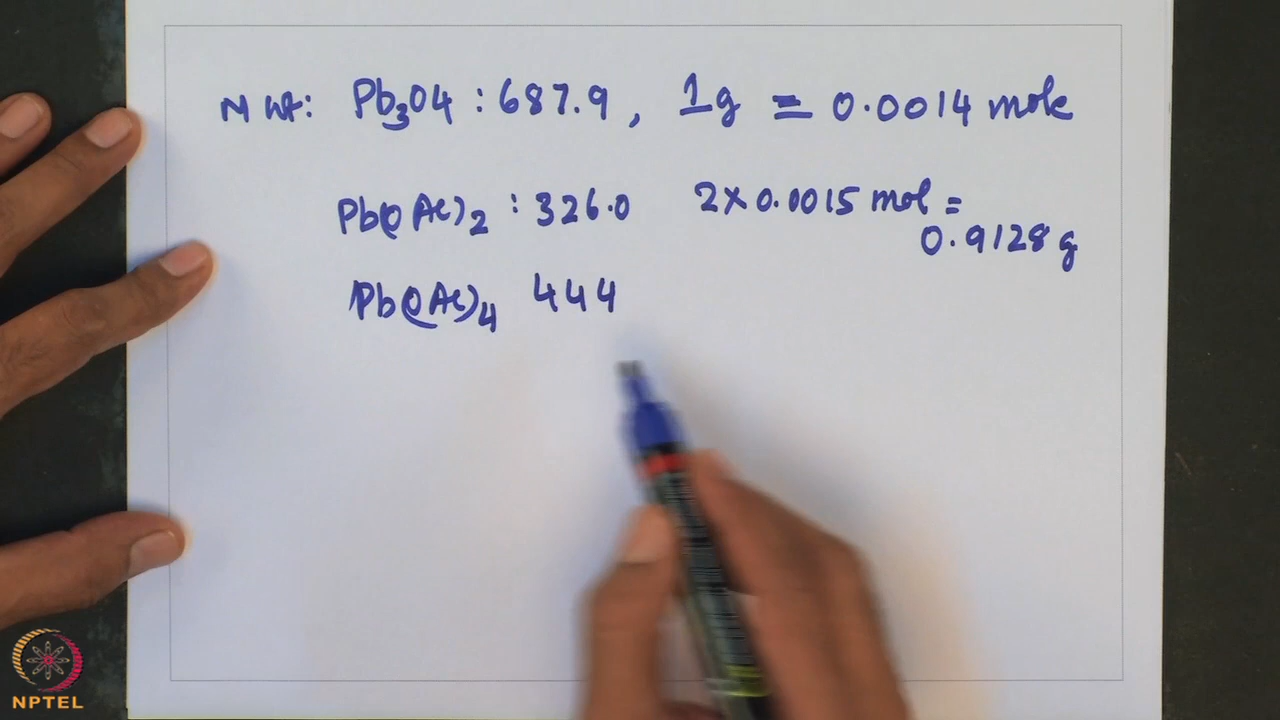 M wt: Pb3O4 : 687.9, 1g = 0.0014 mole
Pb(OAc)2 : 326.0 2 x 0.0015 mol =
0.9128 g
Pb(OAc)4 444
NPTEL